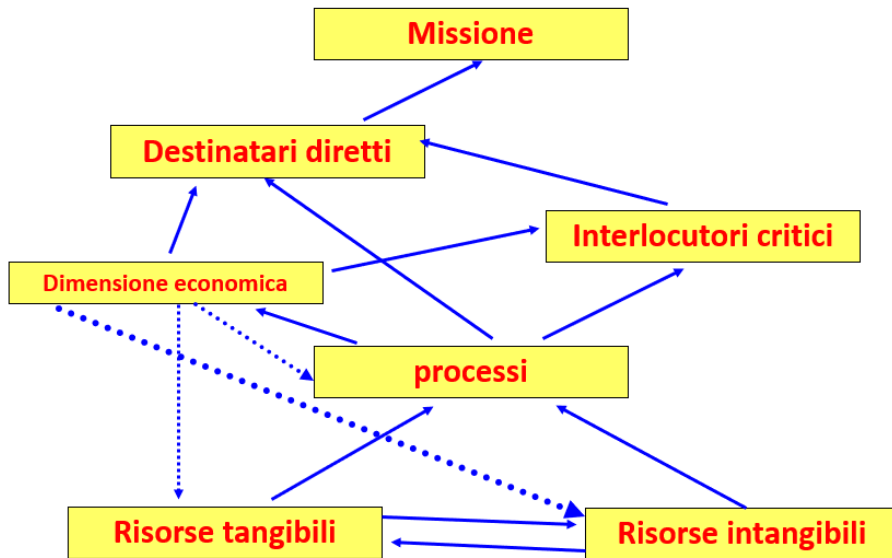 Missione
Destinatari diretti
Interlocutori critici
Dimensione economica
processi
Risorse tangibili
Risorse intangibili